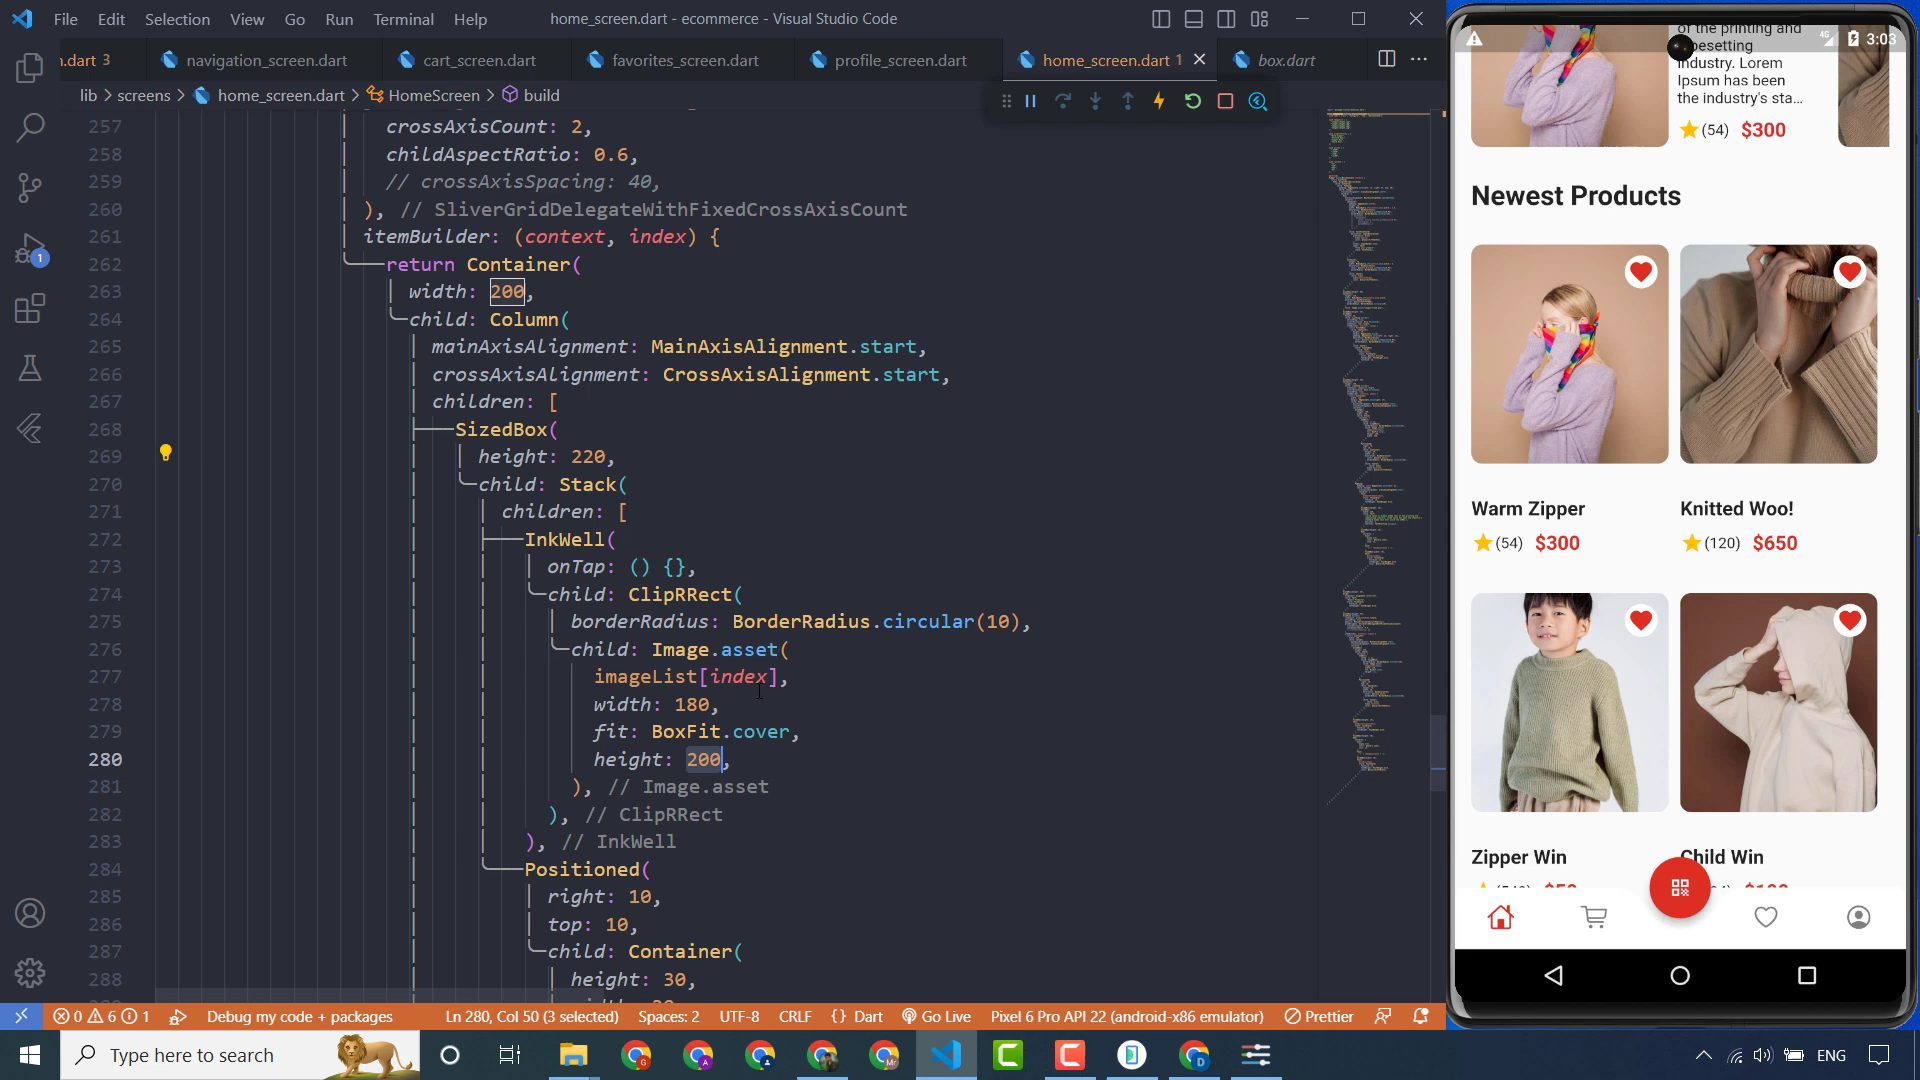 File Edit Selection View Go Run Terminal Help
home_screen.dart - ecommerce - Visual Studio Code
n.dart 3
navigation_screen.dart
cart_screen.dart
favorites_screen.dart
profile_screen.dart
home_screen.dart 1
box.dart
lib > screens > home_screen.dart > HomeScreen > build
257 crossAxisCount: 2,
258 childAspectRatio: 0.6,
259 // crossAxisSpacing: 40,
260 ), // SliverGridDelegateWithFixedCrossAxisCount
261 itemBuilder: (context, index) {
262 return Container(
263 width: 200,
264 child: Column(
265 mainAxisAlignment: MainAxisAlignment.start,
266 crossAxisAlignment: CrossAxisAlignment.start,
267 children: [
268 SizedBox(
269 height: 220,
270 child: Stack(
271 children: [
272 InkWell(
273 onTap: () {},
274 child: ClipRRect(
275 borderRadius: BorderRadius.circular(10),
276 child: Image.asset(
277 imageList[index],
278 width: 180,
279 fit: BoxFit.cover,
280 height: 200,
281 ), // Image.asset
282 ), // ClipRRect
283 ), // InkWell
284 Positioned(
285 right: 10,
286 top: 10,
287 child: Container(
288 height: 30,
1
0 6 1
Debug my code + packages
Ln 280, Col 50 (3 selected)
Spaces: 2
UTF-8
CRLF
{} Dart
Go Live
Pixel 6 Pro API 22 (android-x86 emulator)
Prettier
Type here to search
ENG
4G 3:03
of the printing and
typesetting
industry. Lorem
Ipsum has been
the industry's sta...
(54) $300
Newest Products
Warm Zipper
(54) $300
Knitted Woo!
(120) $650
Zipper Win
Child Win